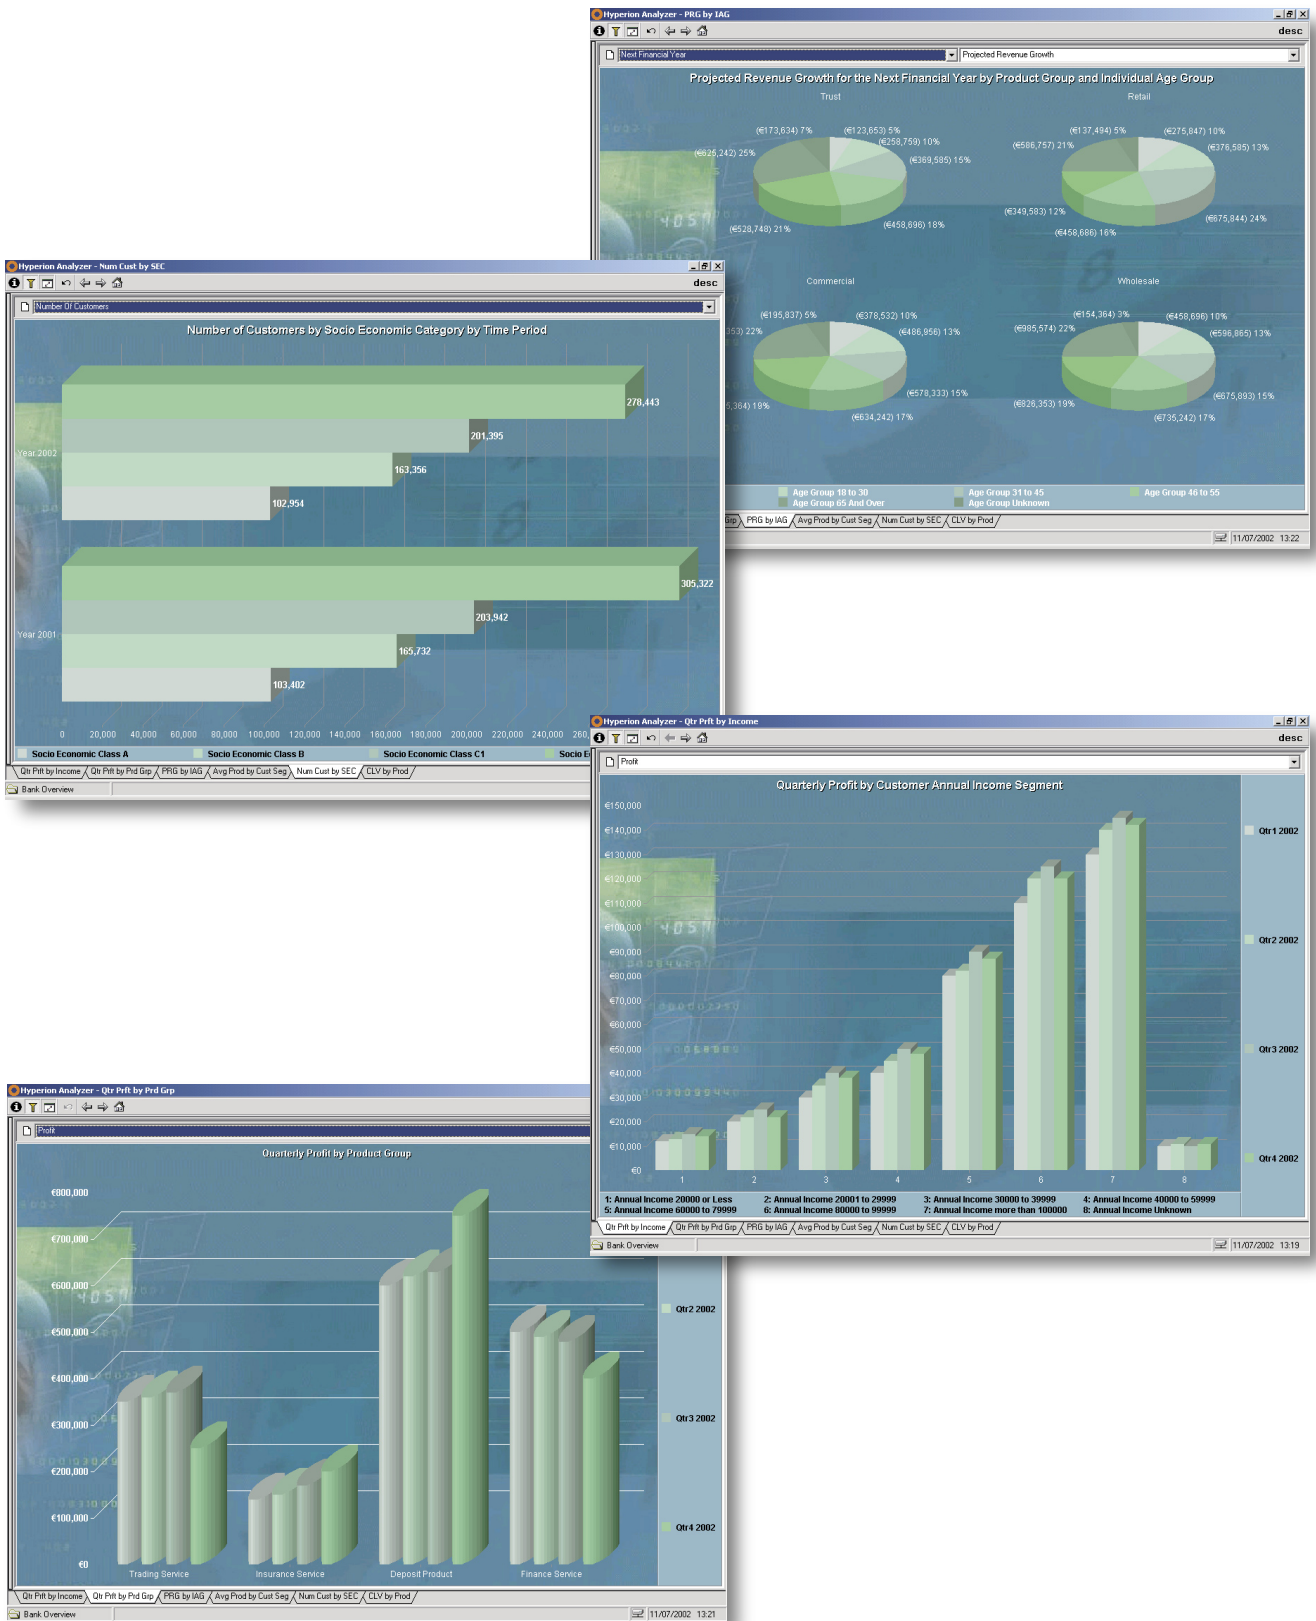 Hyperion Analyzer - PRG by IAG
desc
Next Financial Year
Projected Revenue Growth
Projected Revenue Growth for the Next Financial Year by Product Group and Individual Age Group
Trust
Retail
(€173,634) 7%
(€123,653) 5%
(€258,759) 10%
(€369,585) 15%
(€458,696) 18%
(€528,748) 21%
(€625,242) 25%
(€137,494) 5%
(€275,847) 10%
(€376,585) 13%
(€675,844) 24%
(€458,686) 16%
(€349,583) 12%
(€586,757) 21%
Commercial
Wholesale
(€195,837) 5%
(€378,532) 10%
(€486,956) 13%
(€578,333) 15%
(€634,242) 17%
,364) 19%
353) 22%
(€154,364) 3%
(€458,696) 10%
(€596,865) 13%
(€675,893) 15%
(€735,242) 17%
(€826,353) 19%
(€985,574) 22%
Age Group 18 to 30
Age Group 31 to 45
Age Group 46 to 55
Age Group 65 And Over
Age Group Unknown
Grp PRG by IAG Avg Prod by Cust Seg Num Cust by SEC CLV by Prod
11/07/2002 13:22
Hyperion Analyzer - Num Cust by SEC
desc
Number Of Customers
Number of Customers by Socio Economic Category by Time Period
278,443
201,395
Year 2002
163,356
102,954
305,322
203,942
Year 2001
165,732
103,402
0 20,000 40,000 60,000 80,000 100,000 120,000 140,000 160,000 180,000 200,000 220,000 240,000 260,
Socio Economic Class A
Socio Economic Class B
Socio Economic Class C1
Socio E
Qtr Prft by Income Qtr Prft by Prd Grp PRG by IAG Avg Prod by Cust Seg Num Cust by SEC CLV by Prod
Bank Overview
Hyperion Analyzer - Qtr Prft by Income
desc
Profit
Quarterly Profit by Customer Annual Income Segment
€150,000
€140,000
€130,000
€120,000
€110,000
€100,000
€90,000
€80,000
€70,000
€60,000
€50,000
€40,000
€30,000
€20,000
€10,000
€0
1 2 3 4 5 6 7 8
Qtr1 2002
Qtr2 2002
Qtr3 2002
Qtr4 2002
1: Annual Income 20000 or Less 2: Annual Income 20001 to 29999 3: Annual Income 30000 to 39999 4: Annual Income 40000 to 59999
5: Annual Income 60000 to 79999 6: Annual Income 80000 to 99999 7: Annual Income more than 100000 8: Annual Income Unknown
Qtr Prft by Income Qtr Prft by Prd Grp PRG by IAG Avg Prod by Cust Seg Num Cust by SEC CLV by Prod
Bank Overview
11/07/2002 13:19
Hyperion Analyzer - Qtr Prft by Prd Grp
Profit
Quarterly Profit by Product Group
€800,000
€700,000
€600,000
€500,000
€400,000
€300,000
€200,000
€100,000
€0
Trading Service
Insurance Service
Deposit Product
Finance Service
Qtr2 2002
Qtr3 2002
Qtr4 2002
Qtr Prft by Income Qtr Prft by Prd Grp PRG by IAG Avg Prod by Cust Seg Num Cust by SEC CLV by Prod
Bank Overview
11/07/2002 13:21